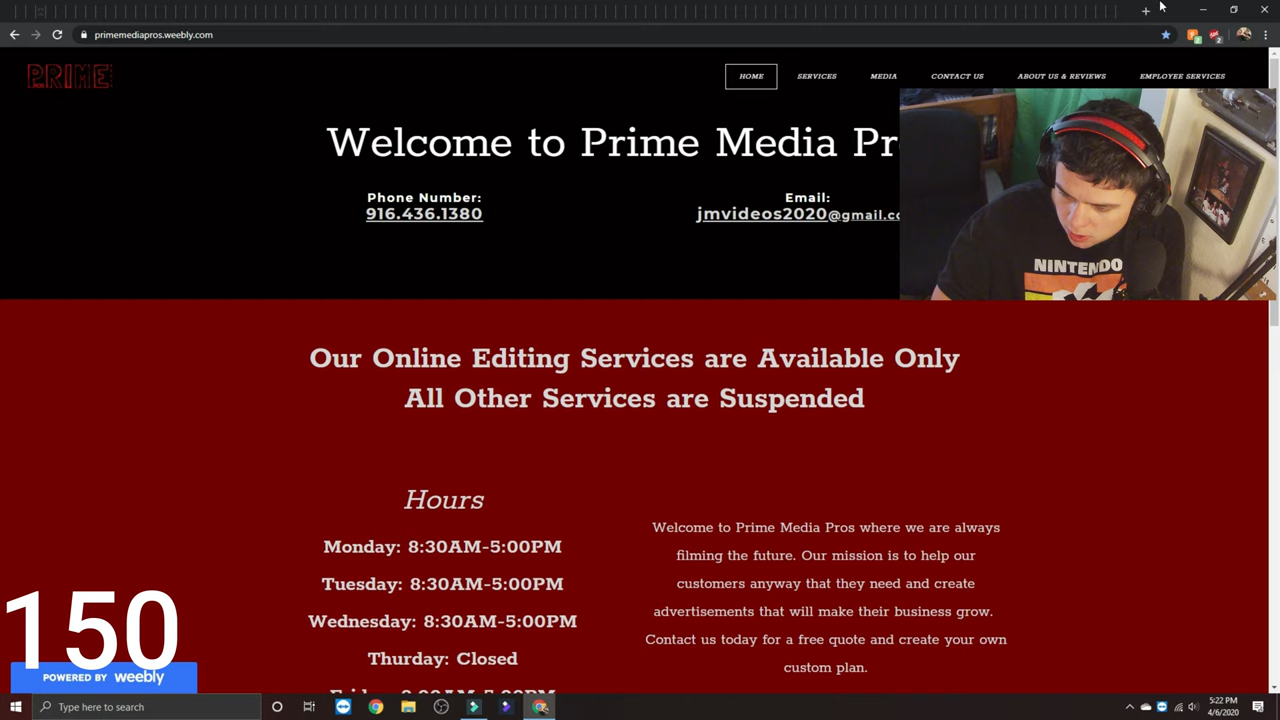 primemediapros.weebly.com
PRIME
HOME SERVICES MEDIA CONTACT US ABOUT US & REVIEWS EMPLOYEE SERVICES
Welcome to Prime Media Pr
Phone Number:
916.436.1380
Email:
jmvideos2020@gmail.co
NINTENDO
Our Online Editing Services are Available Only
All Other Services are Suspended
Hours
Monday: 8:30AM-5:00PM
Tuesday: 8:30AM-5:00PM
Wednesday: 8:30AM-5:00PM
Thurday: Closed
Welcome to Prime Media Pros where we are always
filming the future. Our mission is to help our
customers anyway that they need and create
advertisements that will make their business grow.
Contact us today for a free quote and create your own
custom plan.
150
POWERED BY weebly
Type here to search
5:22 PM
4/6/2020